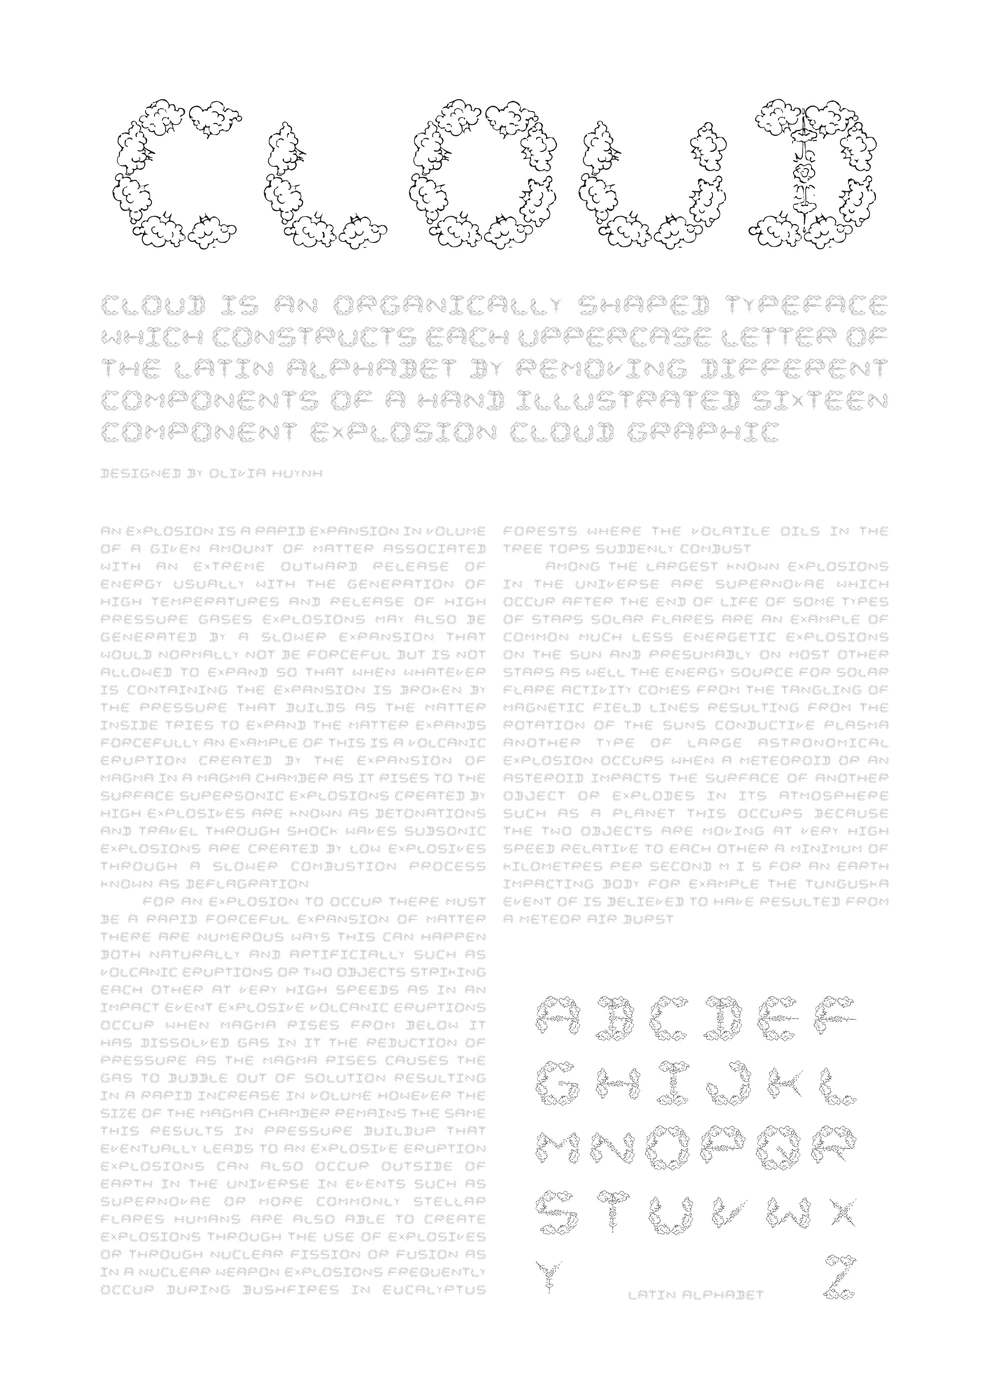 CLOUD
CLOUD IS AN ORGANICALLY SHAPED TYPEFACE
WHICH CONSTRUCTS EACH UPPERCASE LETTER OF
THE LATIN ALPHABET BY REMOVING DIFFERENT
COMPONENTS OF A HAND ILLUSTRATED SIXTEEN
COMPONENT EXPLOSION CLOUD GRAPHIC
DESIGNED BY OLIVIA HUYNH
AN EXPLOSION IS A RAPID EXPANSION IN VOLUME
OF A GIVEN AMOUNT OF MATTER ASSOCIATED
WITH AN EXTREME OUTWARD RELEASE OF
ENERGY USUALLY WITH THE GENERATION OF
HIGH TEMPERATURES AND RELEASE OF HIGH
PRESSURE GASES EXPLOSIONS MAY ALSO BE
GENERATED BY A SLOWER EXPANSION THAT
WOULD NORMALLY NOT BE FORCEFUL BUT IS NOT
ALLOWED TO EXPAND SO THAT WHEN WHATEVER
IS CONTAINING THE EXPANSION IS BROKEN BY
THE PRESSURE THAT BUILDS AS THE MATTER
INSIDE TRIES TO EXPAND THE MATTER EXPANDS
FORCEFULLY AN EXAMPLE OF THIS IS A VOLCANIC
ERUPTION CREATED BY THE EXPANSION OF
MAGMA IN A MAGMA CHAMBER AS IT RISES TO THE
SURFACE SUPERSONIC EXPLOSIONS CREATED BY
HIGH EXPLOSIVES ARE KNOWN AS DETONATIONS
AND TRAVEL THROUGH SHOCK WAVES SUBSONIC
EXPLOSIONS ARE CREATED BY LOW EXPLOSIVES
THROUGH A SLOWER COMBUSTION PROCESS
KNOWN AS DEFLAGRATION
FOR AN EXPLOSION TO OCCUR THERE MUST
BE A RAPID FORCEFUL EXPANSION OF MATTER
THERE ARE NUMEROUS WAYS THIS CAN HAPPEN
BOTH NATURALLY AND ARTIFICIALLY SUCH AS
VOLCANIC ERUPTIONS OR TWO OBJECTS STRIKING
EACH OTHER AT VERY HIGH SPEEDS AS IN AN
IMPACT EVENT EXPLOSIVE VOLCANIC ERUPTIONS
OCCUR WHEN MAGMA RISES FROM BELOW IT
HAS DISSOLVED GAS IN IT THE REDUCTION OF
PRESSURE AS THE MAGMA RISES CAUSES THE
GAS TO BUBBLE OUT OF SOLUTION RESULTING
IN A RAPID INCREASE IN VOLUME HOWEVER THE
SIZE OF THE MAGMA CHAMBER REMAINS THE SAME
THIS RESULTS IN PRESSURE BUILDUP THAT
EVENTUALLY LEADS TO AN EXPLOSIVE ERUPTION
EXPLOSIONS CAN ALSO OCCUR OUTSIDE OF
EARTH IN THE UNIVERSE IN EVENTS SUCH AS
SUPERNOVAE OR MORE COMMONLY STELLAR
FLARES HUMANS ARE ALSO ABLE TO CREATE
EXPLOSIONS THROUGH THE USE OF EXPLOSIVES
OR THROUGH NUCLEAR FISSION OR FUSION AS
IN A NUCLEAR WEAPON EXPLOSIONS FREQUENTLY
OCCUR DURING BUSHFIRES IN EUCALYPTUS
FORESTS WHERE THE VOLATILE OILS IN THE
TREE TOPS SUDDENLY COMBUST
AMONG THE LARGEST KNOWN EXPLOSIONS
IN THE UNIVERSE ARE SUPERNOVAE WHICH
OCCUR AFTER THE END OF LIFE OF SOME TYPES
OF STARS SOLAR FLARES ARE AN EXAMPLE OF
COMMON MUCH LESS ENERGETIC EXPLOSIONS
ON THE SUN AND PRESUMABLY ON MOST OTHER
STARS AS WELL THE ENERGY SOURCE FOR SOLAR
FLARE ACTIVITY COMES FROM THE TANGLING OF
MAGNETIC FIELD LINES RESULTING FROM THE
ROTATION OF THE SUNS CONDUCTIVE PLASMA
ANOTHER TYPE OF LARGE ASTRONOMICAL
EXPLOSION OCCURS WHEN A METEOROID OR AN
ASTEROID IMPACTS THE SURFACE OF ANOTHER
OBJECT OR EXPLODES IN ITS ATMOSPHERE
SUCH AS A PLANET THIS OCCURS BECAUSE
THE TWO OBJECTS ARE MOVING AT VERY HIGH
SPEED RELATIVE TO EACH OTHER A MINIMUM OF
KILOMETRES PER SECOND M I S FOR AN EARTH
IMPACTING BODY FOR EXAMPLE THE TUNGUSKA
EVENT OF IS BELIEVED TO HAVE RESULTED FROM
A METEOR AIR BURST
A B C D E F
G H I J K L
M N O P Q R
S T U V W X
Y Z
LATIN ALPHABET